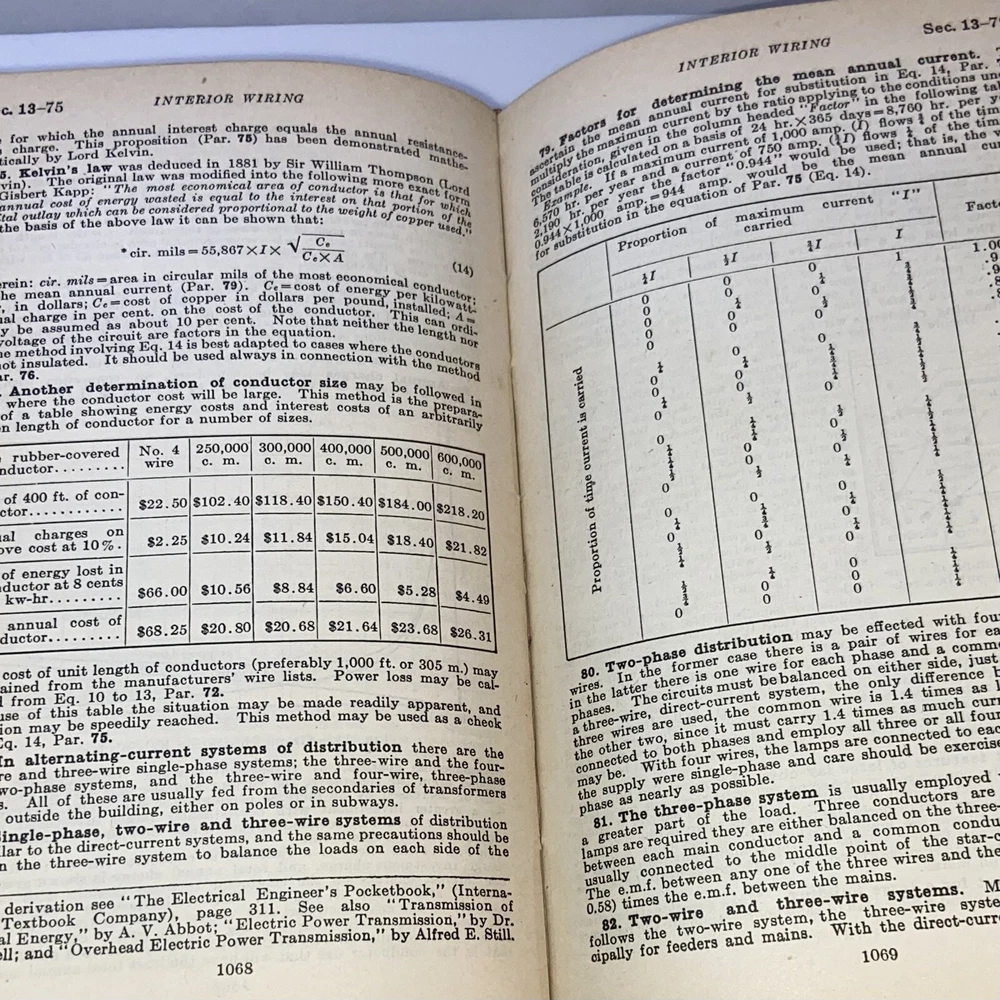 c. 13–75 INTERIOR WIRING
for which the annual interest charge equals the annual resistance-
charge. This proposition (Par. 75) has been demonstrated mathe-
tically by Lord Kelvin.
5. Kelvin's law was deduced in 1881 by Sir William Thompson (Lord
vin). The original law was modified into the following more exact form
Gisbert Kapp: "The most economical area of conductor is that for which
annual cost of energy wasted is equal to the interest on that portion of the
tal outlay which can be considered proportional to the weight of copper used."
the basis of the above law it can be shown that:
*cir. mils = 55,867 × I × √ Ce / Cc × A (14)
erein: cir. mils = area in circular mils of the most economical conductor;
he mean annual current (Par. 79). Ce = cost of energy per kilowatt-
, in dollars; Cc = cost of copper in dollars per pound, installed; A =
ual charge in per cent. on the cost of the conductor. This can ordi-
y be assumed as about 10 per cent. Note that neither the length nor
voltage of the circuit are factors in the equation.
he method involving Eq. 14 is best adapted to cases where the conductors
not insulated. It should be used always in connection with the method
ar. 76.
Another determination of conductor size may be followed in
where the conductor cost will be large. This method is the prepara-
of a table showing energy costs and interest costs of an arbitrarily
n length of conductor for a number of sizes.
rubber-covered No. 4 250,000 300,000 400,000 500,000 600,000
nductor......... wire c. m. c. m. c. m. c. m. c. m.
of 400 ft. of con-
ctor............ $22.50 $102.40 $118.40 $150.40 $184.00 $218.20
al charges on
ove cost at 10%. $2.25 $10.24 $11.84 $15.04 $18.40 $21.82
of energy lost in
ductor at 8 cents
kw-hr......... $66.00 $10.56 $8.84 $6.60 $5.28 $4.49
annual cost of
ductor......... $68.25 $20.80 $20.68 $21.64 $23.68 $26.31
cost of unit length of conductors (preferably 1,000 ft. or 305 m.) may
ained from the manufacturers' wire lists. Power loss may be cal-
d from Eq. 10 to 13, Par. 72.
use of this table the situation may be made readily apparent, and
ion may be speedily reached. This method may be used as a check
Eq. 14, Par. 75.
In alternating-current systems of distribution there are the
re and three-wire single-phase systems; the three-wire and the four-
wo-phase systems, and the three-wire and four-wire, three-phase
s. All of these are usually fed from the secondaries of transformers
outside the building, either on poles or in subways.
Single-phase, two-wire and three-wire systems of distribution
lar to the direct-current systems, and the same precautions should be
n the three-wire system to balance the loads on each side of the
derivation see "The Electrical Engineer's Pocketbook," (Interna-
Textbook Company), page 311. See also "Transmission of
al Energy," by A. V. Abbot; "Electric Power Transmission," by Dr.
ell; and "Overhead Electric Power Transmission," by Alfred E. Still.
1068
INTERIOR WIRING Sec. 13–7
79. Factors for determining the mean annual current.
ascertain the mean annual current for substitution in Eq. 14, Par.
multiply the maximum current by the ratio applying to the conditions un
consideration, given in the column headed "Factor" in the following tab
The table is calculated on a basis of 24 hr. × 365 days = 8,760 hr. per y
Example. If a maximum current of 1,000 amp. (I) flows ¾ of the tim
6,570 hr. per year and a current of 750 amp. (¾I) flows ¼ of the tim
2,190 hr. per year the factor "0.944" would be used; that is, the
0.944 × 1,000 amp. = 944 amp. would be the mean annual cur
for substitution in the equation of Par. 75 (Eq. 14).
Proportion of maximum current "I"
carried
¼I ½I ¾I I Facto
Proportion of time current is carried
80. Two-phase distribution may be effected with four
wires. In the former case there is a pair of wires for ea
in the latter there is one wire for each phase and a comm
phases. The circuits must be balanced on either side, just
a three-wire, direct-current system, the only difference b
three wires are used, the common wire is 1.4 times as l
the other two, since it must carry 1.4 times as much curr
connected to both phases and employ all three or all four
may be. With four wires, the lamps are connected to eac
the supply were single-phase and care should be exercise
phase as nearly as possible.
81. The three-phase system is usually employed
a greater part of the load. Three conductors are
lamps are required they are either balanced on the three-
between each main conductor and a common condu
usually connected to the middle point of the star-c
The e.m.f. between any one of the three wires and the
0.58) times the e.m.f. between the mains.
82. Two-wire and three-wire systems. M
follows the two-wire system, the three-wire syste
cipally for feeders and mains. With the direct-curr
1069